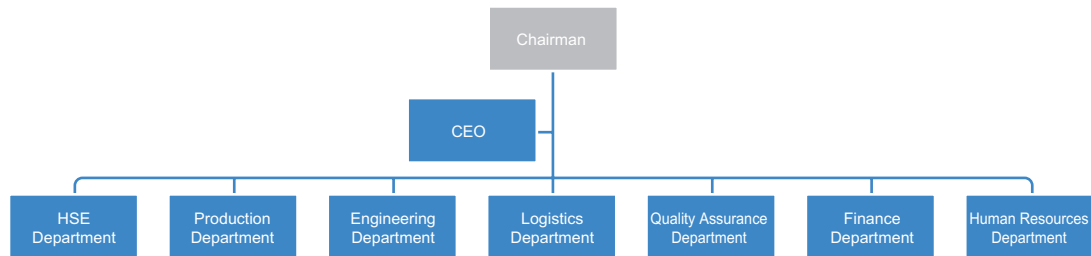 Chairman
CEO
HSE
Department
Production
Department
Engineering
Department
Logistics
Department
Quality Assurance
Department
Finance
Department
Human Resources
Department